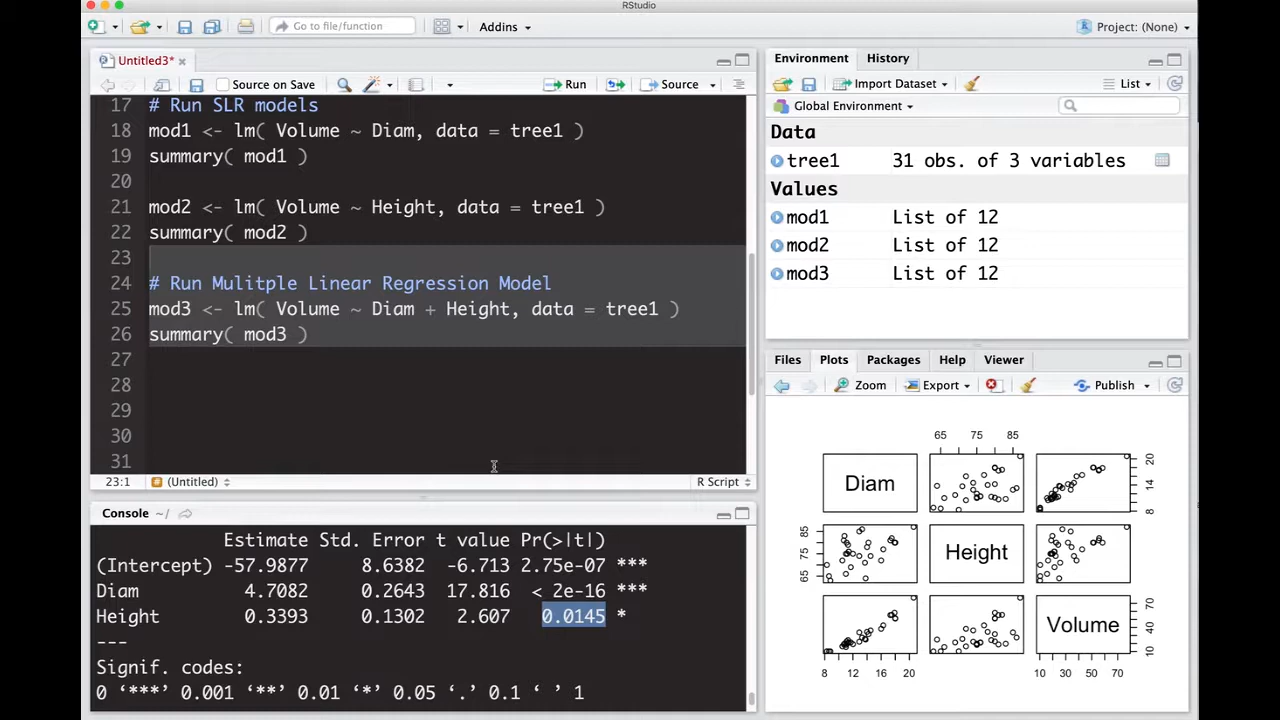 RStudio
Go to file/function
Addins
Project: (None)
Untitled3*
Source on Save
Run
Source
17 # Run SLR models
18 mod1 <- lm( Volume ~ Diam, data = tree1 )
19 summary( mod1 )
20
21 mod2 <- lm( Volume ~ Height, data = tree1 )
22 summary( mod2 )
23
24 # Run Mulitple Linear Regression Model
25 mod3 <- lm( Volume ~ Diam + Height, data = tree1 )
26 summary( mod3 )
27
28
29
30
31
23:1 (Untitled) R Script
Console ~/
Estimate Std. Error t value Pr(>|t|)
(Intercept) -57.9877 8.6382 -6.713 2.75e-07 ***
Diam 4.7082 0.2643 17.816 < 2e-16 ***
Height 0.3393 0.1302 2.607 0.0145 *
---
Signif. codes:
0 ‘***’ 0.001 ‘**’ 0.01 ‘*’ 0.05 ‘.’ 0.1 ‘ ’ 1
Environment History
Import Dataset List
Global Environment
Data
tree1 31 obs. of 3 variables
Values
mod1 List of 12
mod2 List of 12
mod3 List of 12
Files Plots Packages Help Viewer
Zoom Export Publish
65 75 85
Diam
8 14 20
65 75 85
Height
Volume
10 40 70
8 12 16 20
10 30 50 70